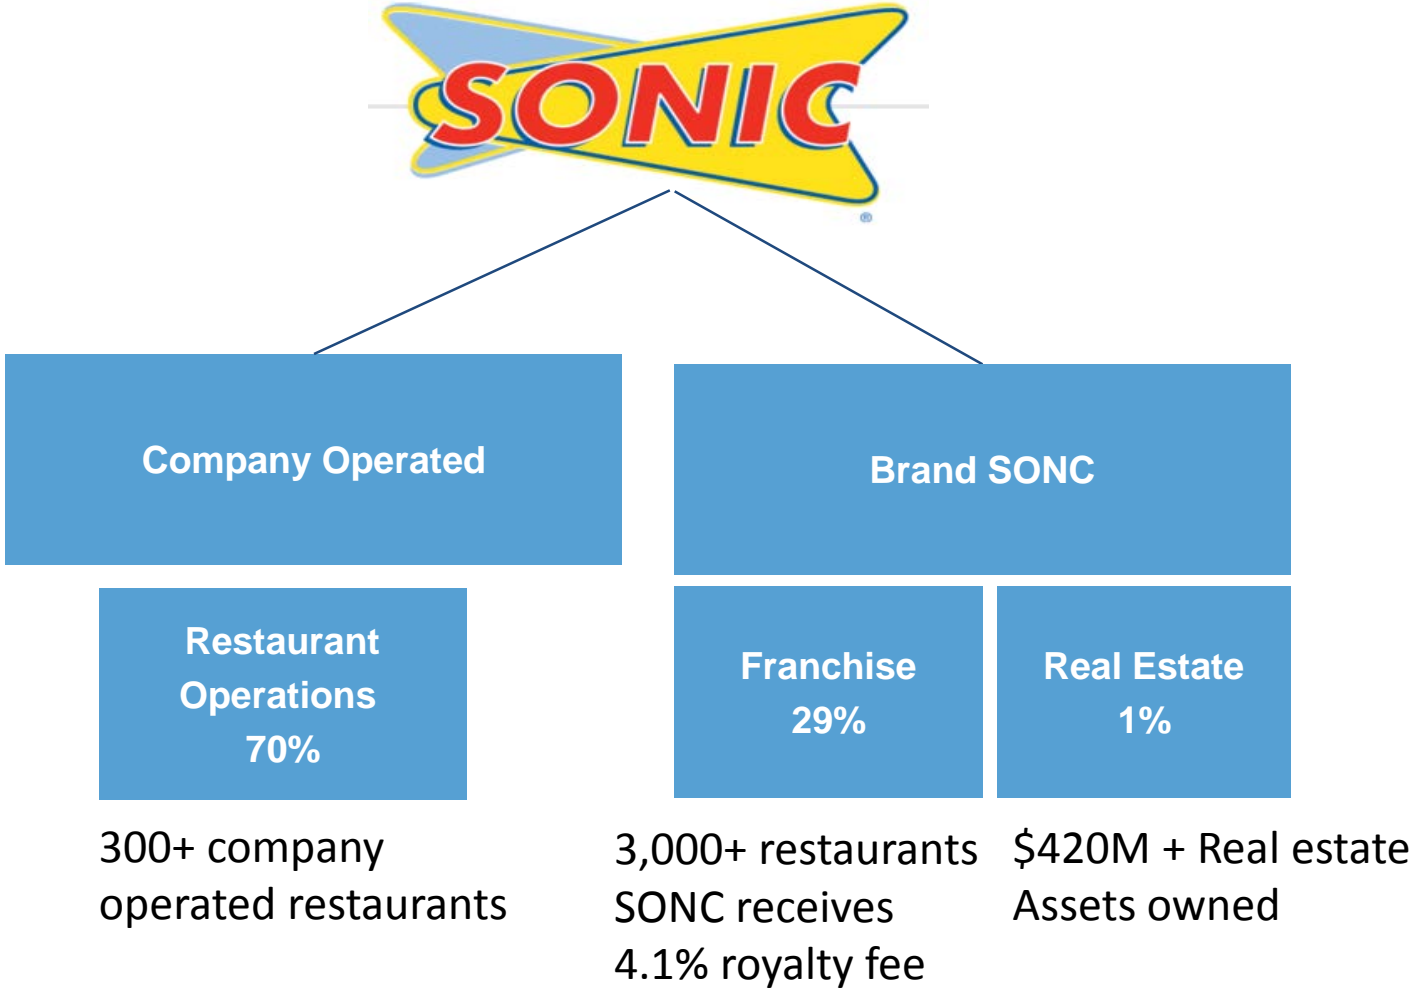 SONIC
®
Company Operated
Brand SONC
Restaurant
Operations
70%
Franchise
29%
Real Estate
1%
300+ company
operated restaurants
3,000+ restaurants
SONC receives
4.1% royalty fee
$420M + Real estate
Assets owned